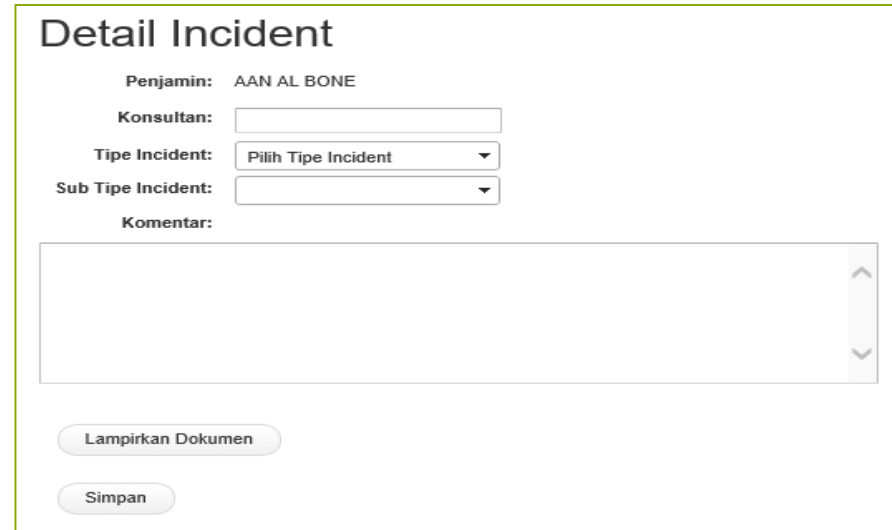 Detail Incident
Penjamin: AAN AL BONE
Konsultan:
Tipe Incident: Pilih Tipe Incident
Sub Tipe Incident:
Komentar:
Lampirkan Dokumen
Simpan